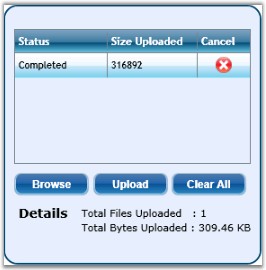 Status Size Uploaded Cancel
Completed 316892
Browse Upload Clear All
Details Total Files Uploaded : 1
Total Bytes Uploaded : 309.46 KB